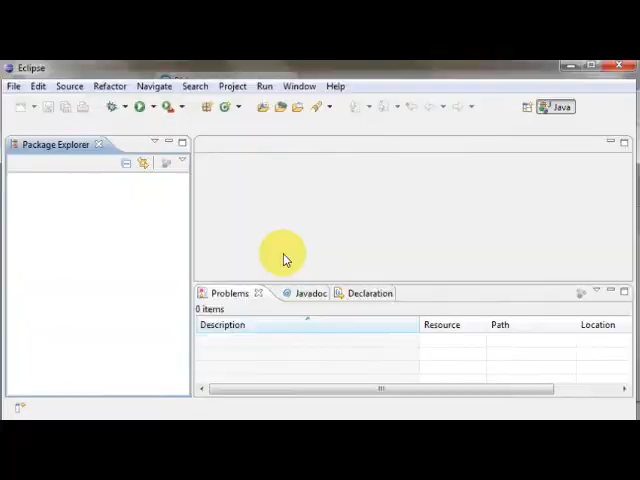 Eclipse
File Edit Source Refactor Navigate Search Project Run Window Help
Java
Package Explorer
Problems Javadoc Declaration
0 items
Description Resource Path Location